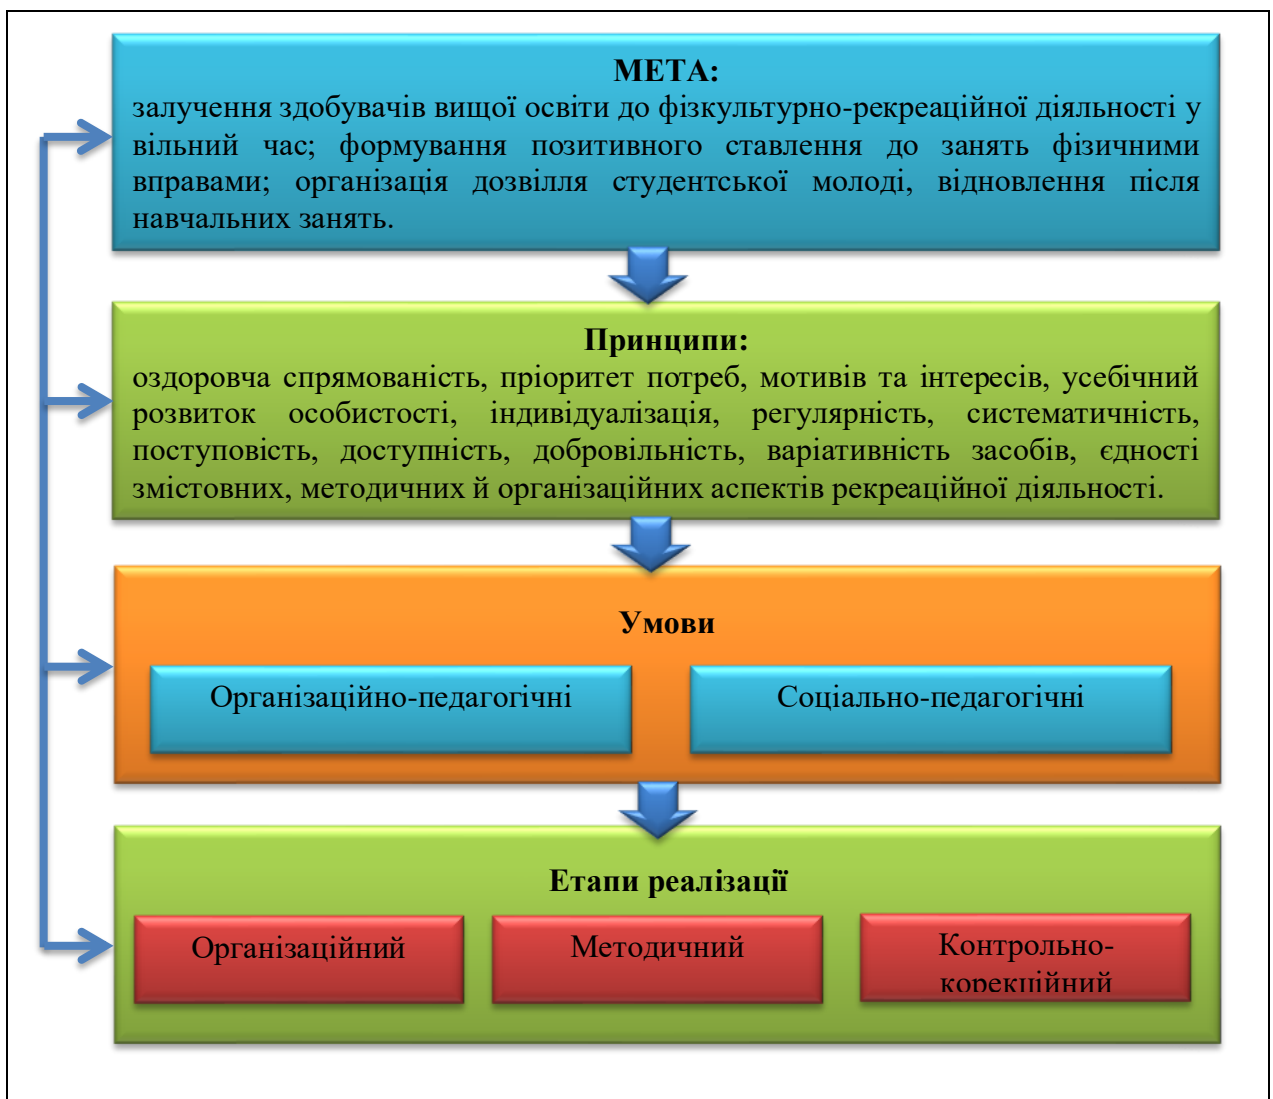 МЕТА:
залучення здобувачів вищої освіти до фізкультурно-рекреаційної діяльності у
вільний час; формування позитивного ставлення до занять фізичними
вправами; організація дозвілля студентської молоді, відновлення після
навчальних занять.
Принципи:
оздоровча спрямованість, пріоритет потреб, мотивів та інтересів, усебічний
розвиток особистості, індивідуалізація, регулярність, систематичність,
поступовість, доступність, добровільність, варіативність засобів, єдності
змістовних, методичних й організаційних аспектів рекреаційної діяльності.
Умови
Організаційно-педагогічні
Соціально-педагогічні
Етапи реалізації
Організаційний
Методичний
Контрольно-
корекційний